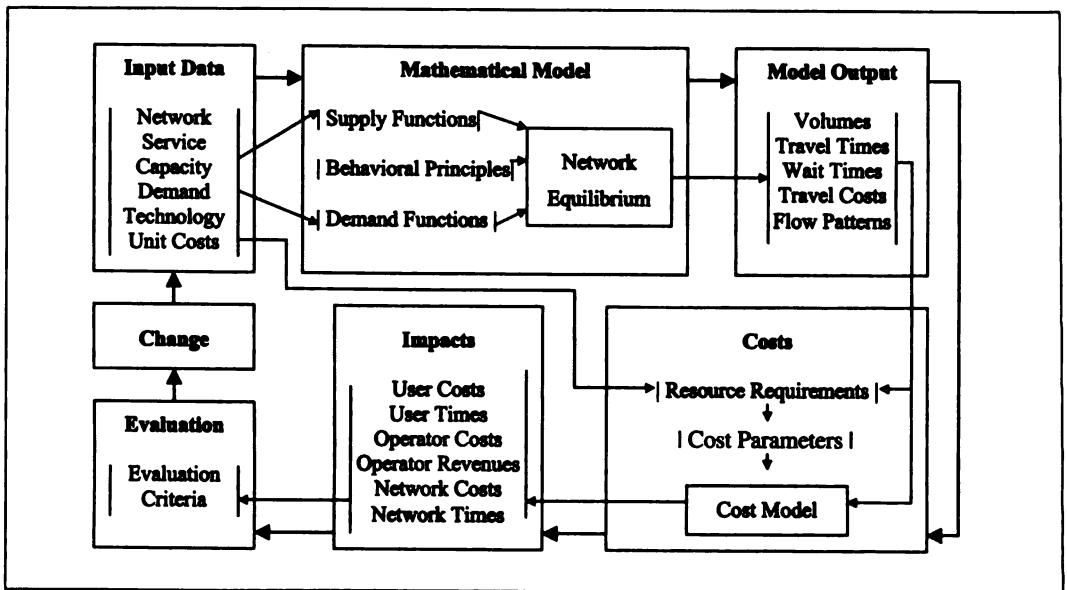 Input Data
Network
Service
Capacity
Demand
Technology
Unit Costs
Mathematical Model
Supply Functions
Behavioral Principles
Demand Functions
Network
Equilibrium
Model Output
Volumes
Travel Times
Wait Times
Travel Costs
Flow Patterns
Change
Evaluation
Evaluation
Criteria
Impacts
User Costs
User Times
Operator Costs
Operator Revenues
Network Costs
Network Times
Costs
Resource Requirements
Cost Parameters
Cost Model